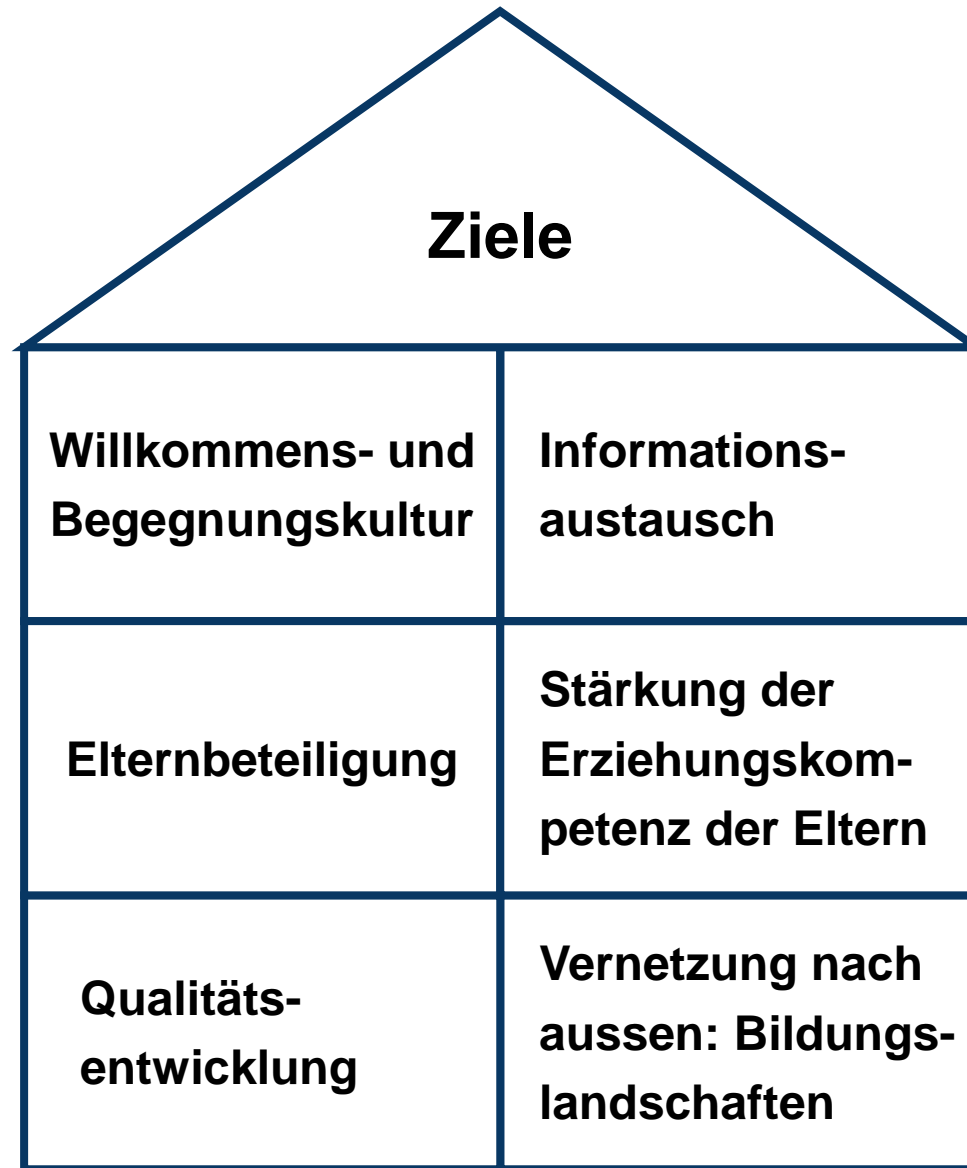 Ziele
Willkommens- und
Begegnungskultur
Informations-
austausch
Elternbeteiligung
Stärkung der
Erziehungskom-
petenz der Eltern
Qualitäts-
entwicklung
Vernetzung nach
aussen: Bildungs-
landschaften